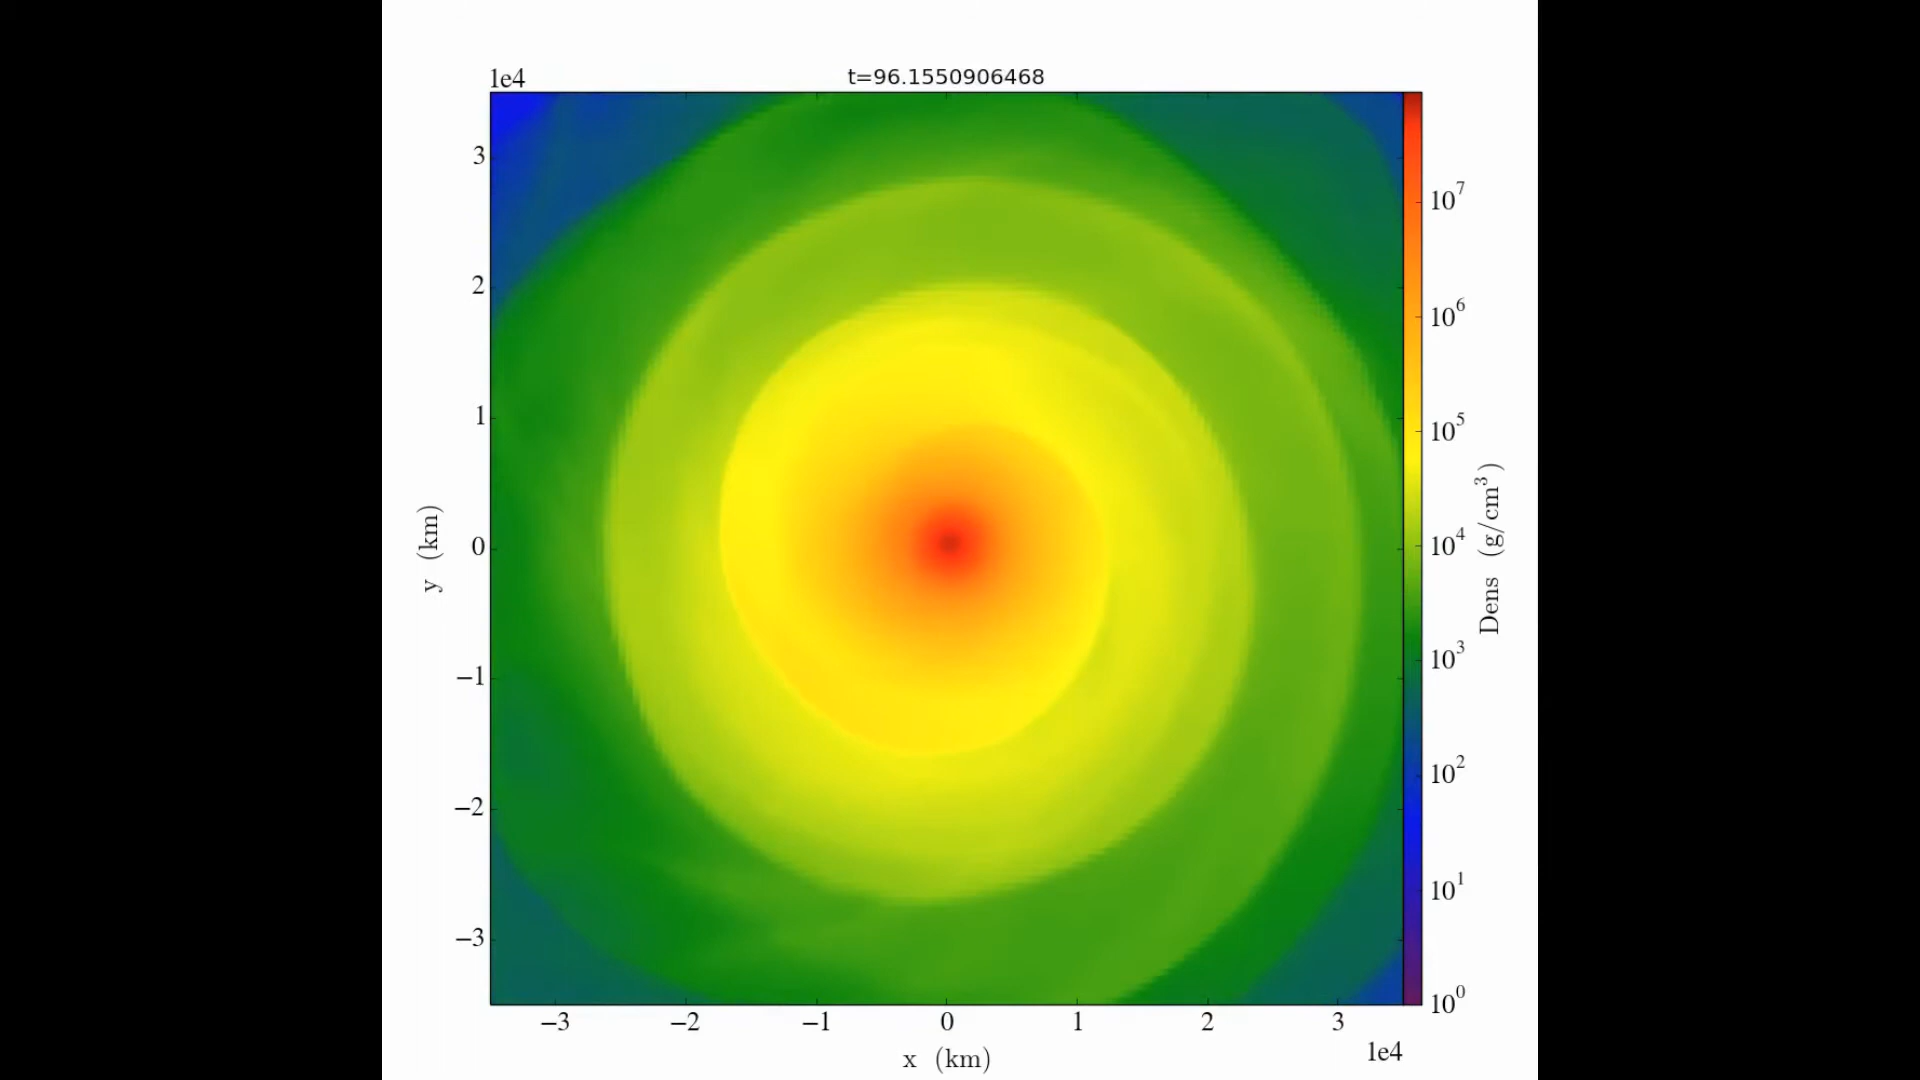 1e4
t=96.1550906468
3
2
1
0
−1
−2
−3
y (km)
−3 −2 −1 0 1 2 3
x (km)
1e4
10^7
10^6
10^5
10^4
10^3
10^2
10^1
10^0
Dens (g/cm^3)